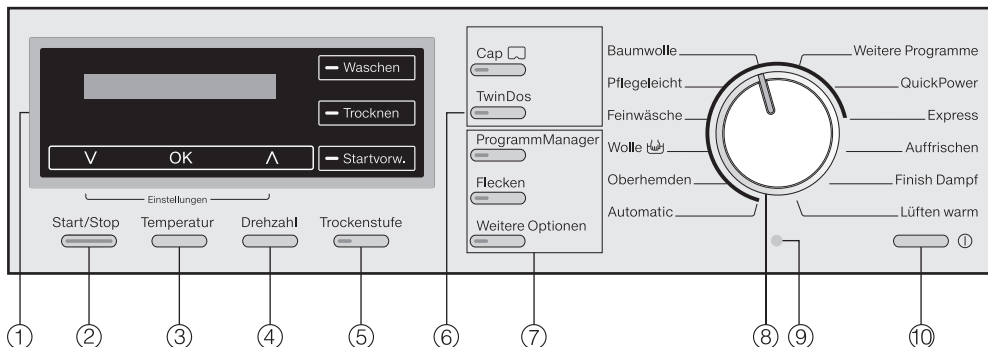 Waschen
Trocknen
Startvorw.
OK
Einstellungen
Start/Stop Temperatur Drehzahl Trockenstufe
Cap
TwinDos
ProgrammManager
Flecken
Weitere Optionen
Baumwolle
Pflegeleicht
Feinwäsche
Wolle
Oberhemden
Automatic
Weitere Programme
QuickPower
Express
Auffrischen
Finish Dampf
Lüften warm
① ② ③ ④ ⑤ ⑥ ⑦ ⑧ ⑨ ⑩